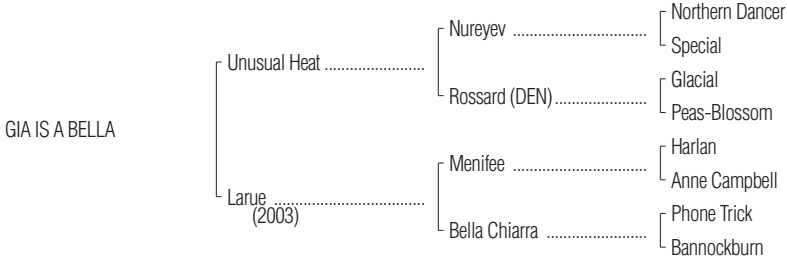 Northern Dancer
Nureyev ................................
Special
Unusual Heat ........................
Glacial
Rossard (DEN) ......................
Peas-Blossom
GIA IS A BELLA
Harlan
Menifee ................................
Anne Campbell
Larue ....................................
(2003)
Phone Trick
Bella Chiarra ........................
Bannockburn